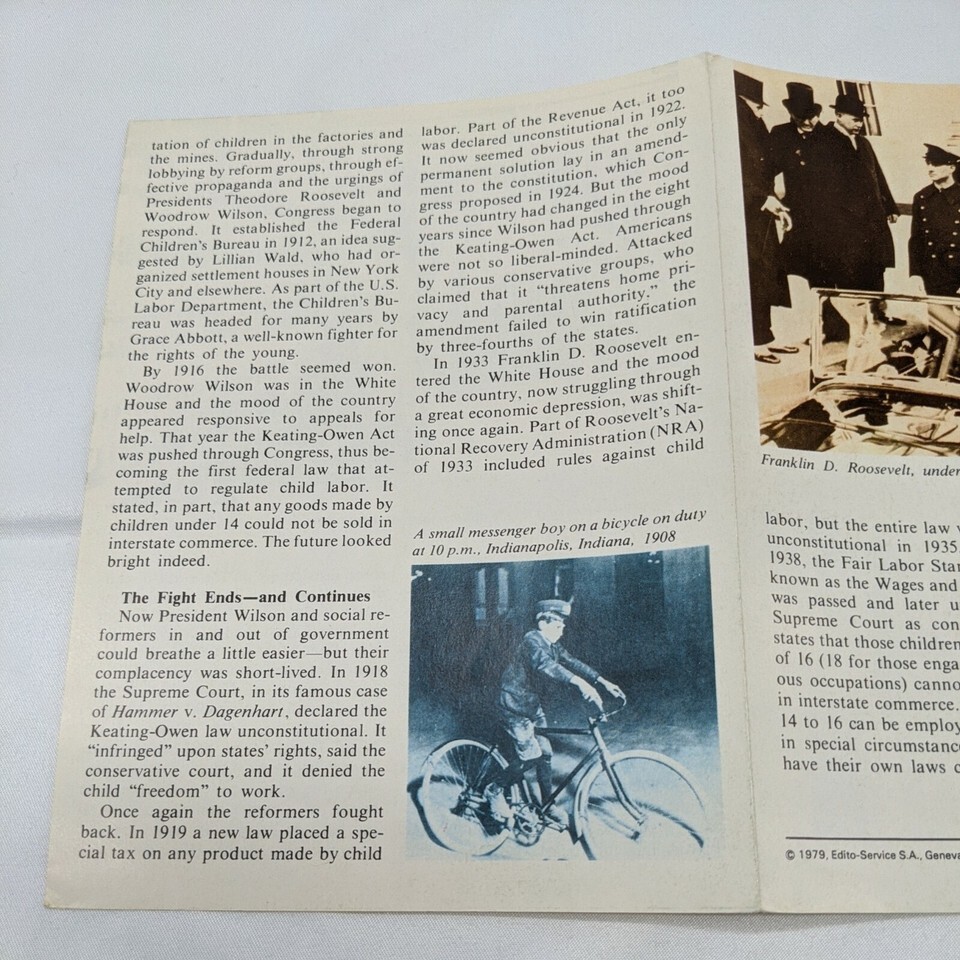 tation of children in the factories and
the mines. Gradually, through strong
lobbying by reform groups, through ef-
fective propaganda and the urgings of
Presidents Theodore Roosevelt and
Woodrow Wilson, Congress began to
respond. It established the Federal
Children's Bureau in 1912, an idea sug-
gested by Lillian Wald, who had or-
ganized settlement houses in New York
City and elsewhere. As part of the U.S.
Labor Department, the Children's Bu-
reau was headed for many years by
Grace Abbott, a well-known fighter for
the rights of the young.
By 1916 the battle seemed won.
Woodrow Wilson was in the White
House and the mood of the country
appeared responsive to appeals for
help. That year the Keating-Owen Act
was pushed through Congress, thus be-
coming the first federal law that at-
tempted to regulate child labor. It
stated, in part, that any goods made by
children under 14 could not be sold in
interstate commerce. The future looked
bright indeed.
The Fight Ends—and Continues
Now President Wilson and social re-
formers in and out of government
could breathe a little easier—but their
complacency was short-lived. In 1918
the Supreme Court, in its famous case
of Hammer v. Dagenhart, declared the
Keating-Owen law unconstitutional. It
"infringed" upon states' rights, said the
conservative court, and it denied the
child "freedom" to work.
Once again the reformers fought
back. In 1919 a new law placed a spe-
cial tax on any product made by child
labor. Part of the Revenue Act, it too
was declared unconstitutional in 1922.
It now seemed obvious that the only
permanent solution lay in an amend-
ment to the constitution, which Con-
gress proposed in 1924. But the mood
of the country had changed in the eight
years since Wilson had pushed through
the Keating-Owen Act. Americans
were not so liberal-minded. Attacked
by various conservative groups, who
claimed that it "threatens home pri-
vacy and parental authority," the
amendment failed to win ratification
by three-fourths of the states.
In 1933 Franklin D. Roosevelt en-
tered the White House and the mood
of the country, now struggling through
a great economic depression, was shift-
ing once again. Part of Roosevelt's Na-
tional Recovery Administration (NRA)
of 1933 included rules against child
A small messenger boy on a bicycle on duty
at 10 p.m., Indianapolis, Indiana, 1908
Franklin D. Roosevelt, under
labor, but the entire law
unconstitutional in 1935.
1938, the Fair Labor Stan
known as the Wages and
was passed and later u
Supreme Court as con
states that those children
of 16 (18 for those enga
ous occupations) canno
in interstate commerce.
14 to 16 can be employ
in special circumstanc
have their own laws c
© 1979, Edito-Service S.A., Geneva